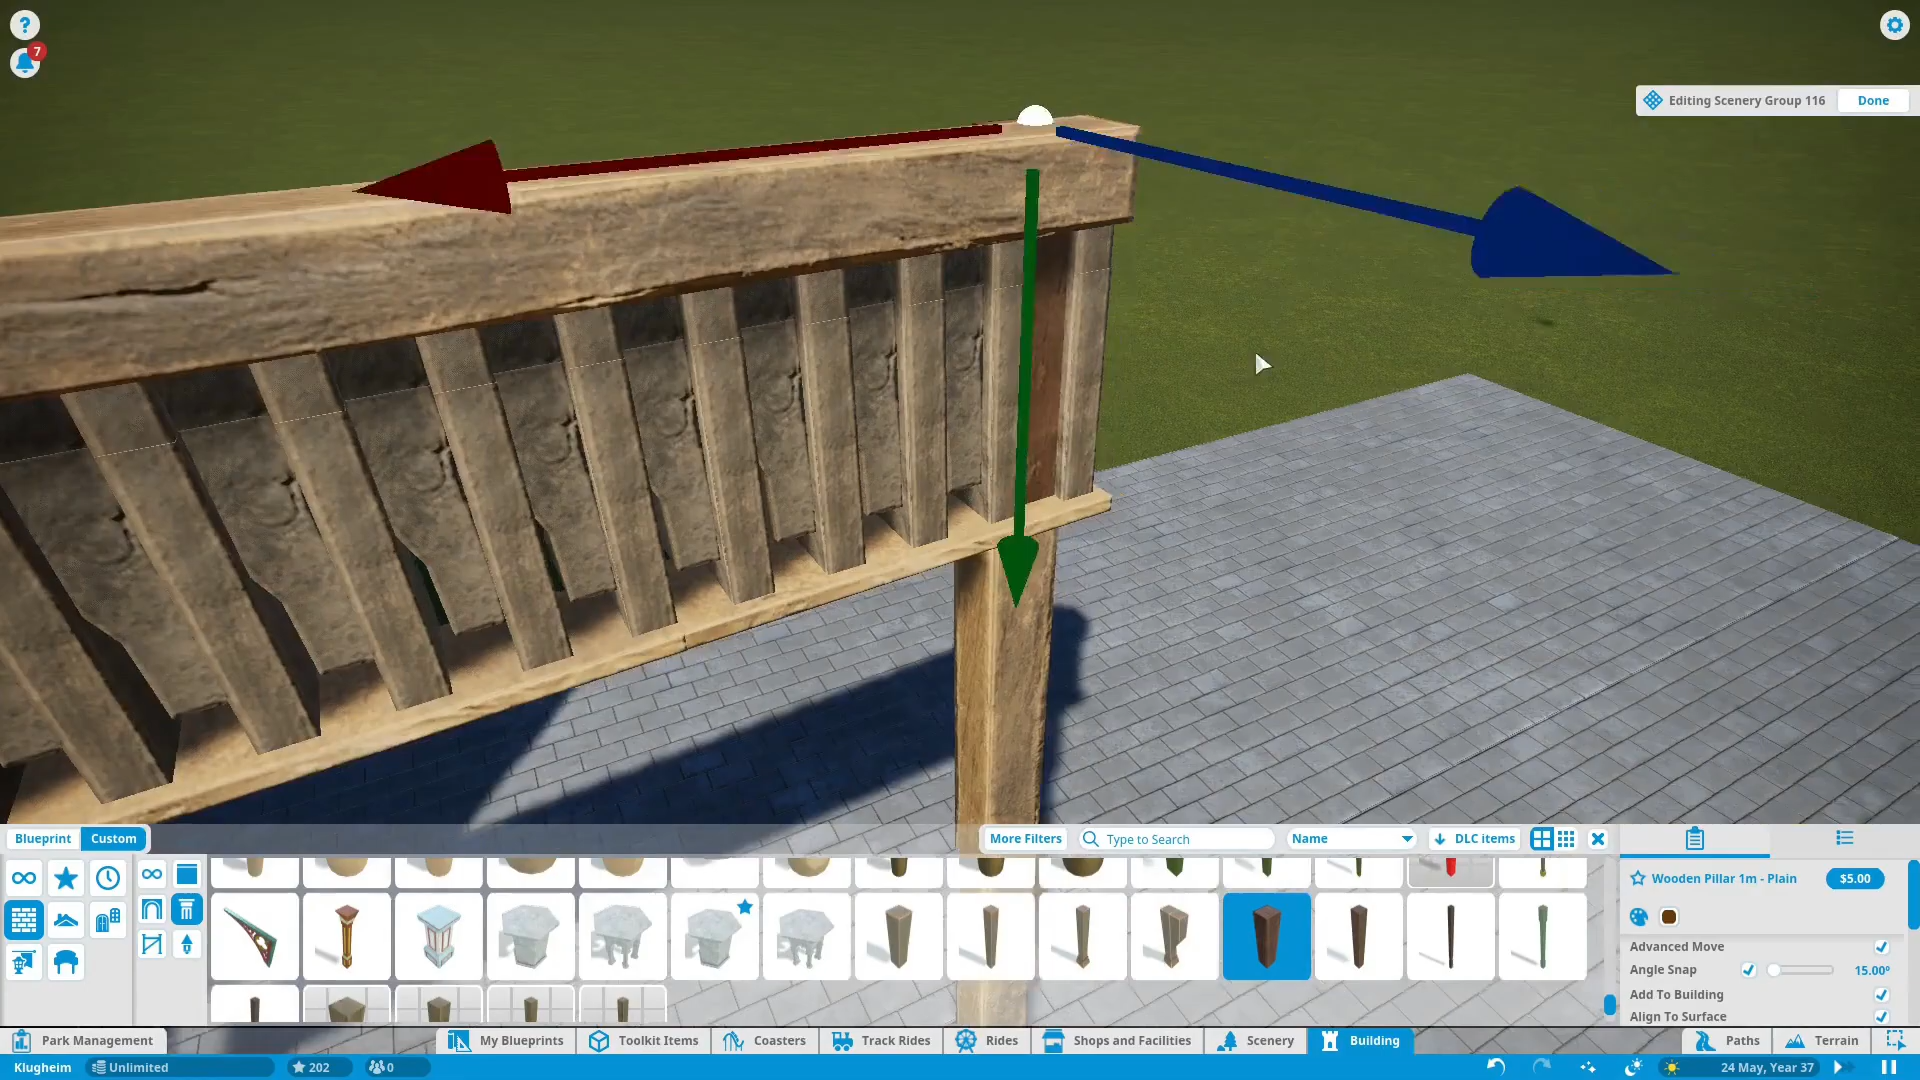 ?
7
Editing Scenery Group 116 Done
Blueprint Custom More Filters Type to Search Name DLC items
Wooden Pillar 1m - Plain $5.00
Advanced Move
Angle Snap 15.00°
Add To Building
Align To Surface
Park Management My Blueprints Toolkit Items Coasters Track Rides Rides Shops and Facilities Scenery Building Paths Terrain
Klugheim Unlimited 202 0 24 May, Year 37